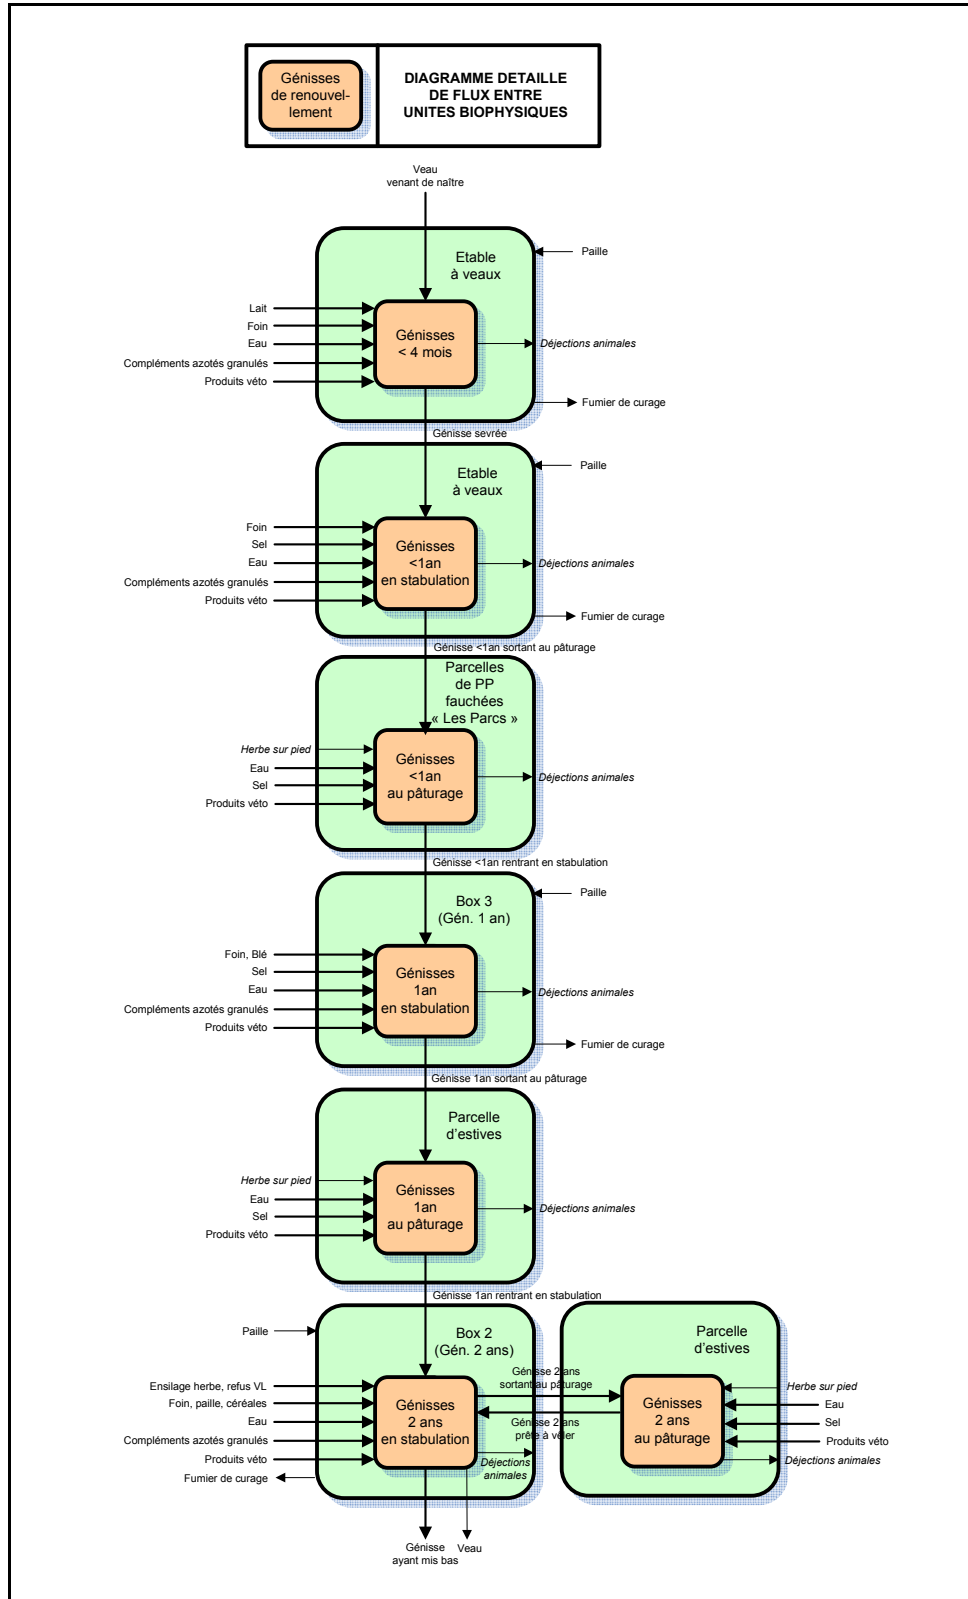 Génisses
de renouvel-
lement
DIAGRAMME DETAILLE
DE FLUX ENTRE
UNITES BIOPHYSIQUES
Veau
venant de naître
Etable
à veaux
Paille
Lait
Foin
Eau
Compléments azotés granulés
Produits véto
Génisses
< 4 mois
Déjections animales
Fumier de curage
Génisse sevrée
Etable
à veaux
Paille
Foin
Sel
Eau
Compléments azotés granulés
Produits véto
Génisses
<1an
en stabulation
Déjections animales
Fumier de curage
Génisse <1an sortant au pâturage
Parcelles
de PP
fauchées
« Les Parcs »
Herbe sur pied
Eau
Sel
Produits véto
Génisses
<1an
au pâturage
Déjections animales
Génisse <1an rentrant en stabulation
Box 3
(Gén. 1 an)
Paille
Foin, Blé
Sel
Eau
Compléments azotés granulés
Produits véto
Génisses
1an
en stabulation
Déjections animales
Fumier de curage
Génisse 1an sortant au pâturage
Parcelle
d'estives
Herbe sur pied
Eau
Sel
Produits véto
Génisses
1an
au pâturage
Déjections animales
Génisse 1an rentrant en stabulation
Box 2
(Gén. 2 ans)
Paille
Ensilage herbe, refus VL
Foin, paille, céréales
Eau
Compléments azotés granulés
Produits véto
Fumier de curage
Génisses
2 ans
en stabulation
Génisse 2 ans
sortant au pâturage
Génisse 2 ans
prête à vêler
Déjections
animales
Génisse
ayant mis bas
Veau
Parcelle
d'estives
Génisses
2 ans
au pâturage
Herbe sur pied
Eau
Sel
Produits véto
Déjections animales